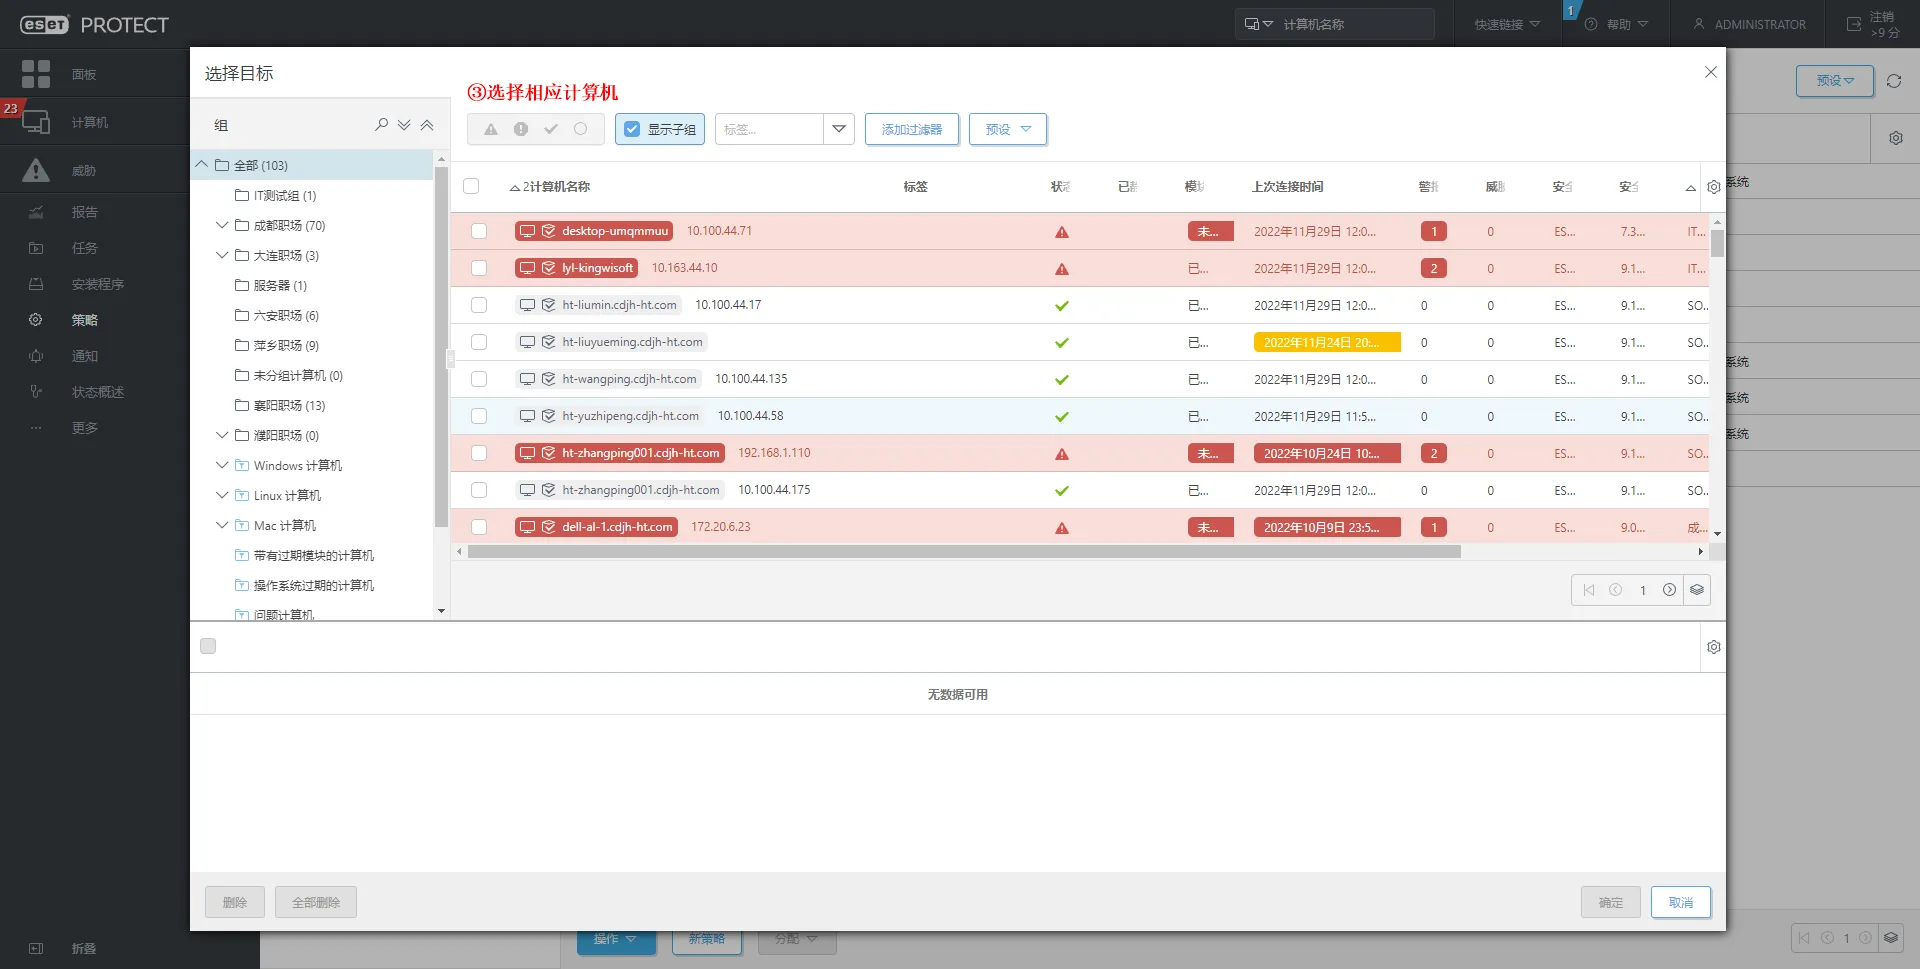 eset PROTECT
计算机名称
快速链接
1
帮助
ADMINISTRATOR
注销
>9 分
面板
23
计算机
威胁
报告
任务
安装程序
策略
通知
状态概述
更多
折叠
选择目标
③选择相应计算机
组
显示子组
标签...
添加过滤器
预设
预设
全部 (103)
IT测试组 (1)
成都职场 (70)
大连职场 (3)
服务器 (1)
六安职场 (6)
萍乡职场 (9)
未分组计算机 (0)
襄阳职场 (13)
濮阳职场 (0)
Windows 计算机
Linux 计算机
Mac 计算机
带有过期模块的计算机
操作系统过期的计算机
问题计算机
2计算机名称 标签 状 已 模 上次连接时间 警 威 安 安
desktop-umqmmuu 10.100.44.71 未... 2022年11月29日 12:0... 1 0 ES... 7.3... IT...
lyl-kingwisoft 10.163.44.10 已... 2022年11月29日 12:0... 2 0 ES... 9.1... IT...
ht-liumin.cdjh-ht.com 10.100.44.17 已... 2022年11月29日 12:0... 0 0 ES... 9.1... SO..
ht-liuyueming.cdjh-ht.com 已... 2022年11月24日 20:... 0 0 ES... 9.1... SO..
ht-wangping.cdjh-ht.com 10.100.44.135 已... 2022年11月29日 12:0... 0 0 ES... 9.1... SO..
ht-yuzhipeng.cdjh-ht.com 10.100.44.58 已... 2022年11月29日 11:5... 0 0 ES... 9.1... SO..
ht-zhangping001.cdjh-ht.com 192.168.1.110 未... 2022年10月24日 10:... 2 0 ES... 9.1... SO..
ht-zhangping001.cdjh-ht.com 10.100.44.175 已... 2022年11月29日 12:0... 0 0 ES... 9.1... SO..
dell-al-1.cdjh-ht.com 172.20.6.23 未... 2022年10月9日 23:5... 1 0 ES... 9.0... 成...
1
系统
系统
系统
系统
无数据可用
删除
全部删除
确定
取消
操作
新策略
分配
1